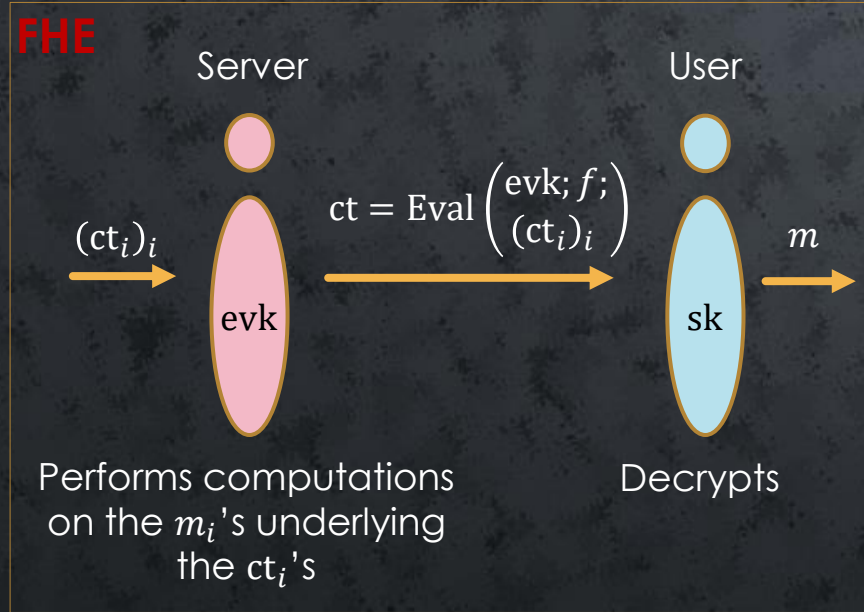 FHE
Server
User
(ct_i)_i
ct = Eval (evk; f; (ct_i)_i)
m
evk
sk
Performs computations
on the m_i's underlying
the ct_i's
Decrypts